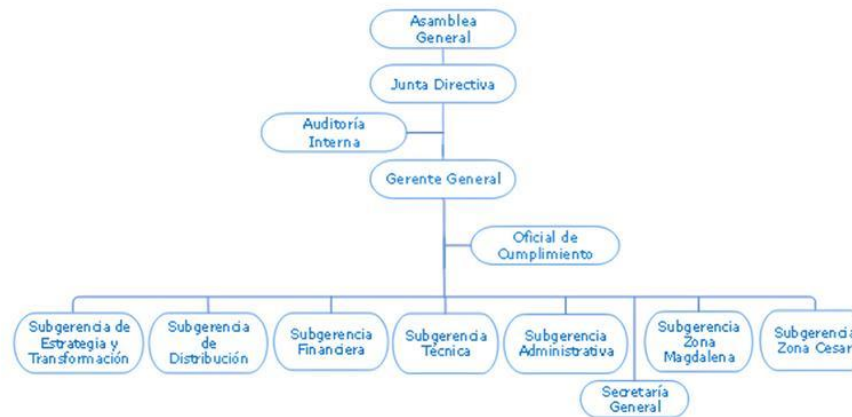 Asamblea
General
Junta Directiva
Auditoría
Interna
Gerente General
Oficial de
Cumplimiento
Subgerencia de
Estrategia y
Transformación
Subgerencia
de
Distribución
Subgerencia
Financiera
Subgerencia
Técnica
Subgerencia
Administrativa
Subgerencia
Zona
Magdalena
Subgerencia
Zona Cesar
Secretaría
General